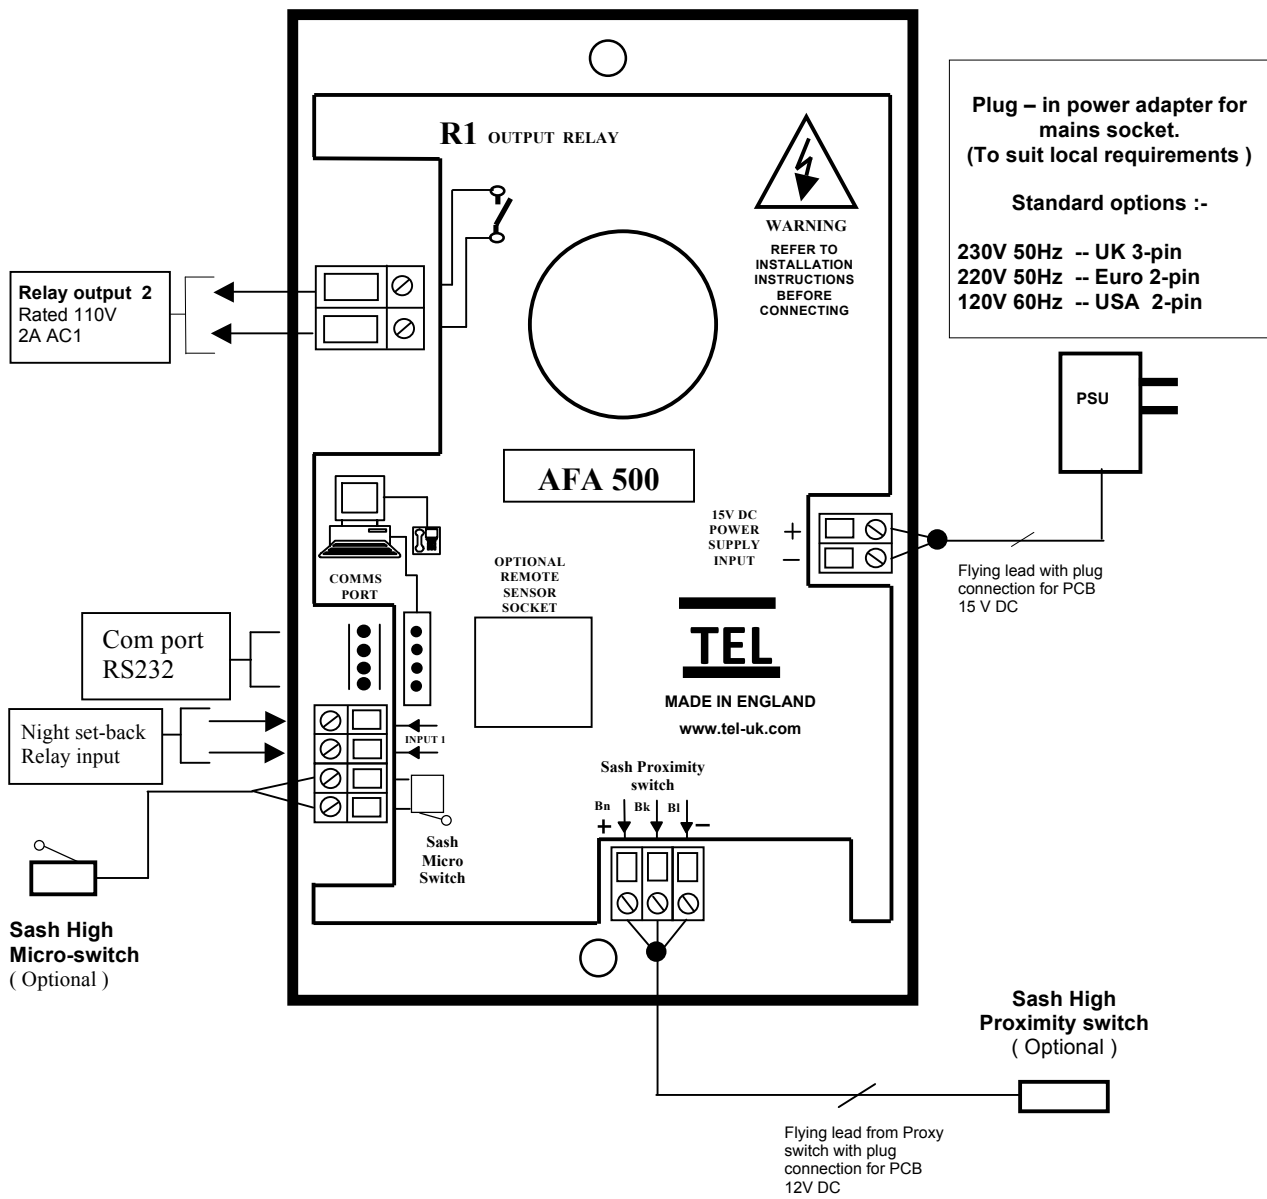 R1 OUTPUT RELAY
WARNING
REFER TO
INSTALLATION
INSTRUCTIONS
BEFORE
CONNECTING
Plug – in power adapter for
mains socket.
(To suit local requirements )
Standard options :-
230V 50Hz -- UK 3-pin
220V 50Hz -- Euro 2-pin
120V 60Hz -- USA 2-pin
Relay output 2
Rated 110V
2A AC1
PSU
AFA 500
15V DC
POWER
SUPPLY
INPUT
+
−
Flying lead with plug
connection for PCB
15 V DC
COMMS
PORT
OPTIONAL
REMOTE
SENSOR
SOCKET
Com port
RS232
TEL
MADE IN ENGLAND
www.tel-uk.com
Night set-back
Relay input
INPUT 1
Sash Proximity
switch
Bn Bk Bl
+ −
Sash
Micro
Switch
Sash High
Micro-switch
( Optional )
Sash High
Proximity switch
( Optional )
Flying lead from Proxy
switch with plug
connection for PCB
12V DC